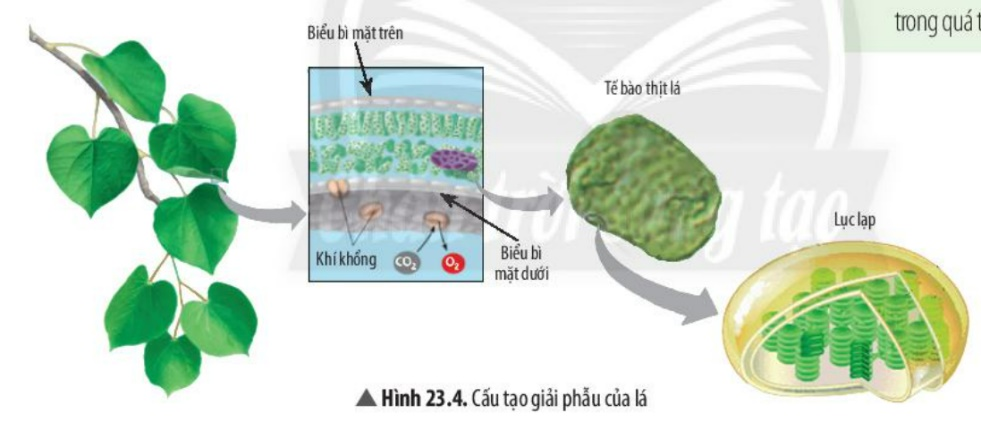 trong quá t
Biểu bì mặt trên
Tế bào thịt lá
Lục lạp
Khí khổng
CO₂
O₂
Biểu bì
mặt dưới
▲ Hình 23.4. Cấu tạo giải phẫu của lá